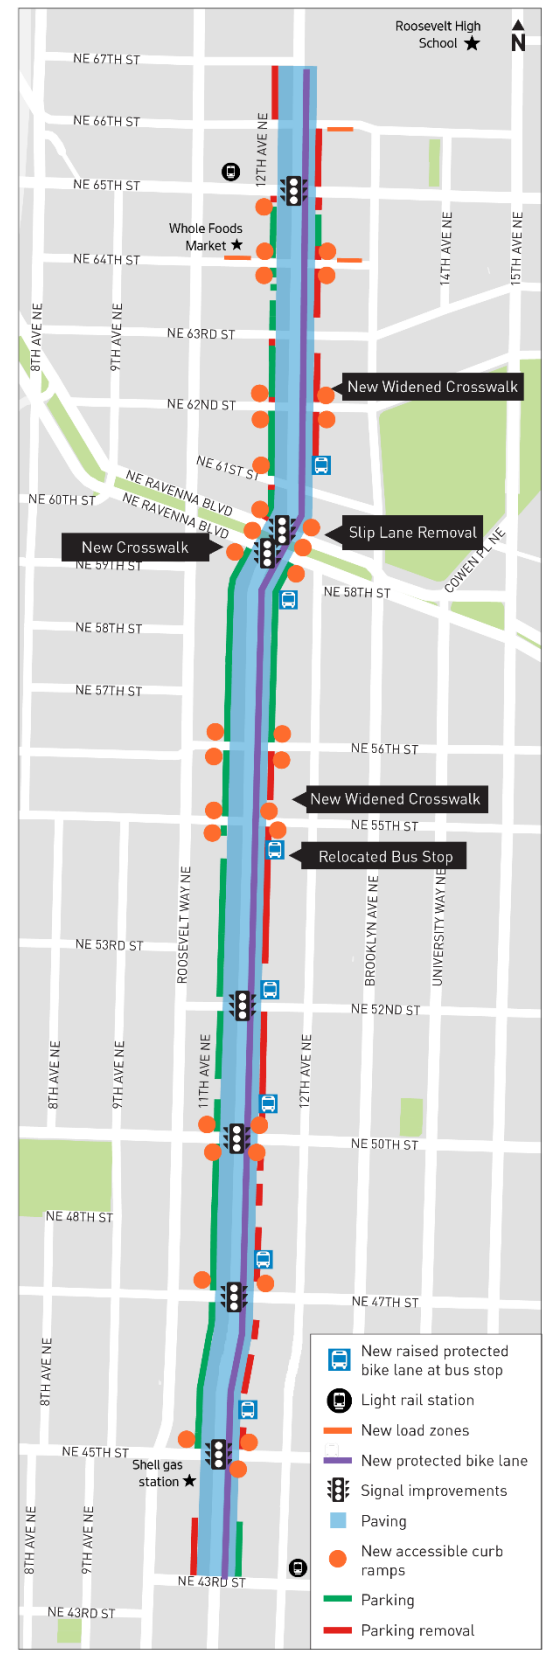 Roosevelt High
School
N
NE 67TH ST
NE 66TH ST
12TH AVE NE
NE 65TH ST
Whole Foods
Market
NE 64TH ST
14TH AVE NE
15TH AVE NE
8TH AVE NE
9TH AVE NE
NE 63RD ST
New Widened Crosswalk
NE 62ND ST
NE 61ST ST
NE RAVENNA BLVD
NE RAVENNA BLVD
NE 60TH ST
Slip Lane Removal
New Crosswalk
NE 59TH ST
COWEN PL NE
NE 58TH ST
NE 58TH ST
NE 57TH ST
NE 56TH ST
New Widened Crosswalk
NE 55TH ST
Relocated Bus Stop
ROOSEVELT WAY NE
BROOKLYN AVE NE
UNIVERSITY WAY NE
NE 53RD ST
NE 52ND ST
8TH AVE NE
9TH AVE NE
11TH AVE NE
12TH AVE NE
NE 50TH ST
NE 48TH ST
NE 47TH ST
8TH AVE NE
New raised protected
bike lane at bus stop
Light rail station
New load zones
New protected bike lane
Signal improvements
Paving
New accessible curb
ramps
Parking
Parking removal
NE 45TH ST
Shell gas
station
8TH AVE NE
9TH AVE NE
NE 43RD ST
NE 43RD ST